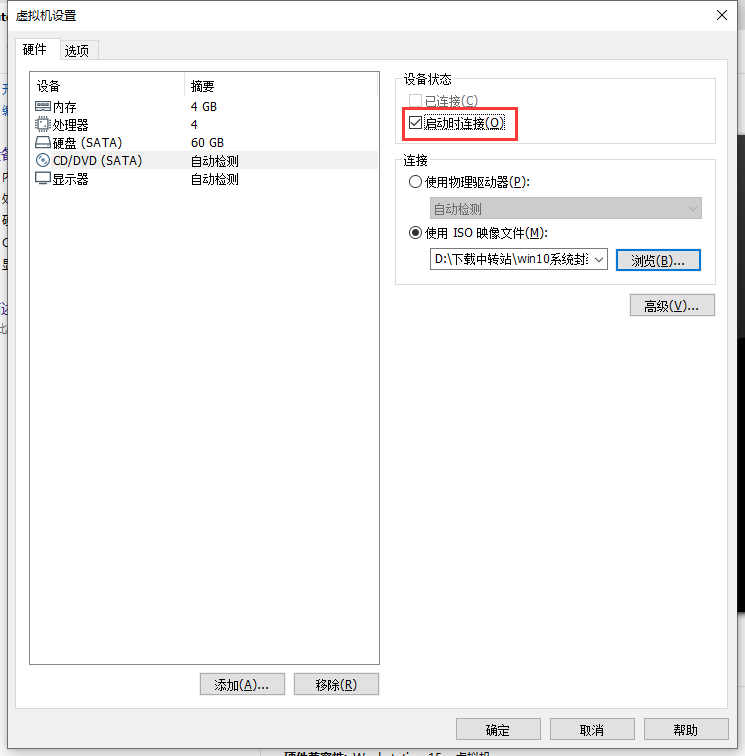 虚拟机设置
硬件 选项
设备 摘要
内存 4 GB
处理器 4
硬盘 (SATA) 60 GB
CD/DVD (SATA) 自动检测
显示器 自动检测
添加(A)... 移除(R)
设备状态
已连接(C)
启动时连接(O)
连接
使用物理驱动器(P):
自动检测
使用 ISO 映像文件(M):
D:\下载中转站\win10系统封
浏览(B)...
高级(V)...
确定 取消 帮助